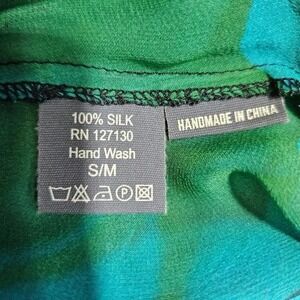 100% SILK
RN 127130
Hand Wash
S/M
HANDMADE IN CHINA